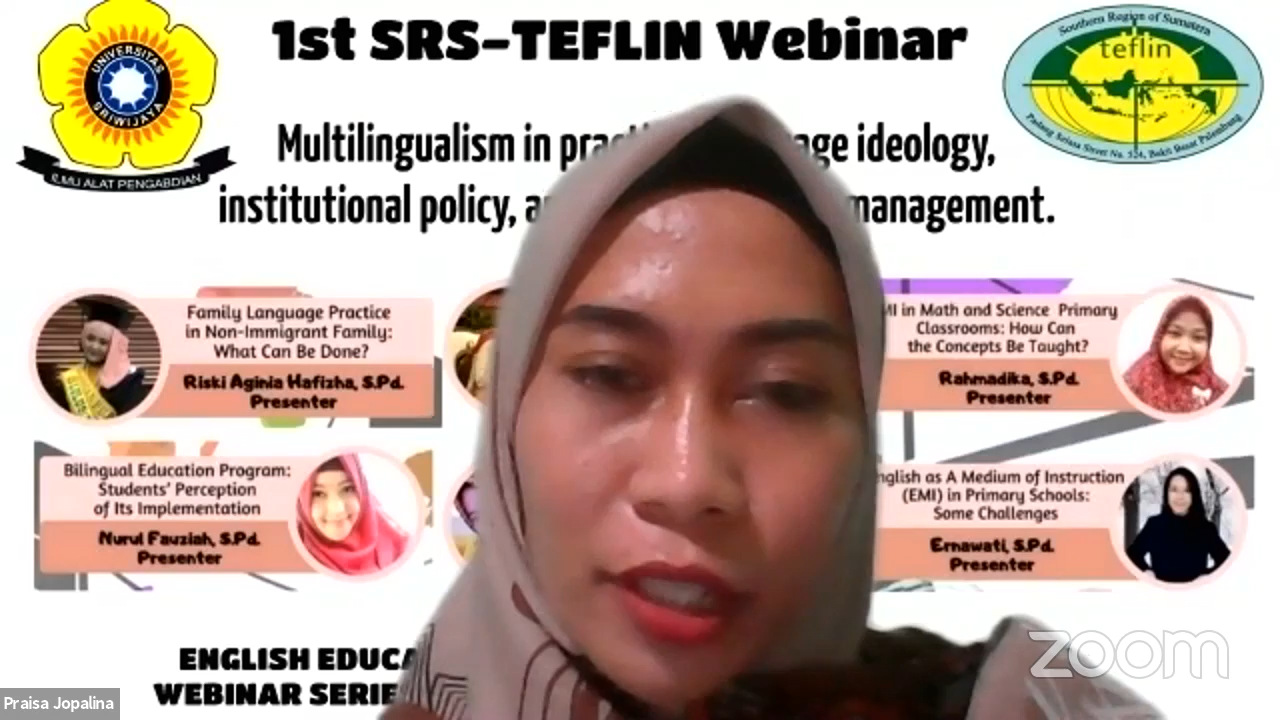 1st SRS-TEFLIN Webinar
UNIVERSITAS
SRIWIJAYA
ILMU ALAT PENGABDIAN
Southern Region of Sumatera
teflin
Multilingualism in ideology,
institutional policy, management.
Family Language Practice
in Non-Immigrant Family:
What Can Be Done?
Riski Aginia Hafizha, S.Pd.
Presenter
MI in Math and Science Primary
Classrooms: How Can
the Concepts Be Taught?
Rahmadika, S.Pd.
Presenter
Bilingual Education Program:
Students' Perception
of Its Implementation
Nurul Fauziah, S.Pd.
Presenter
nglish as A Medium of Instruction
(EMI) in Primary Schools:
Some Challenges
Ernawati, S.Pd.
Presenter
ENGLISH EDUCA
WEBINAR SERIE
Praisa Jopalina
zoom